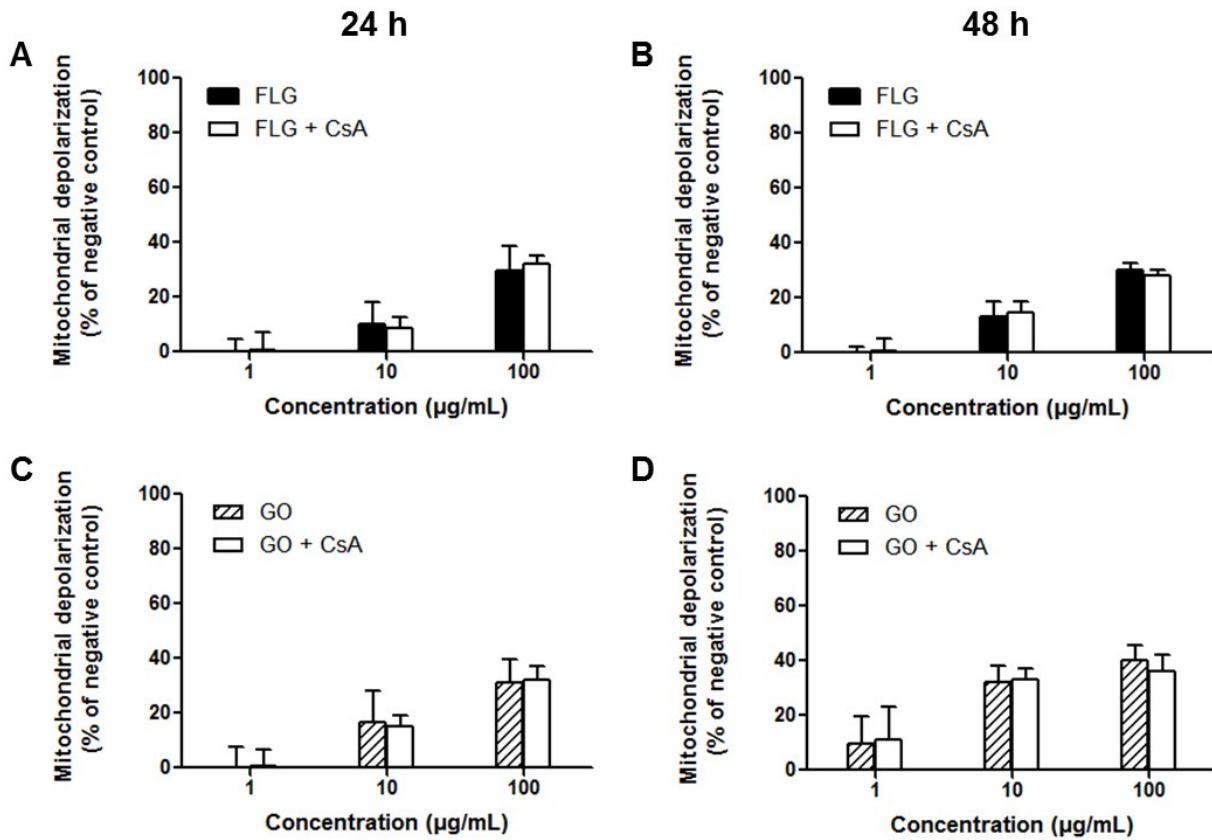 24 h
48 h
A
Mitochondrial depolarization
(% of negative control)
100
80
60
40
20
0
FLG
FLG + CsA
1
10
100
Concentration (µg/mL)
B
Mitochondrial depolarization
(% of negative control)
100
80
60
40
20
0
FLG
FLG + CsA
1
10
100
Concentration (µg/mL)
C
Mitochondrial depolarization
(% of negative control)
100
80
60
40
20
0
GO
GO + CsA
1
10
100
Concentration (µg/mL)
D
Mitochondrial depolarization
(% of negative control)
100
80
60
40
20
0
GO
GO + CsA
1
10
100
Concentration (µg/mL)